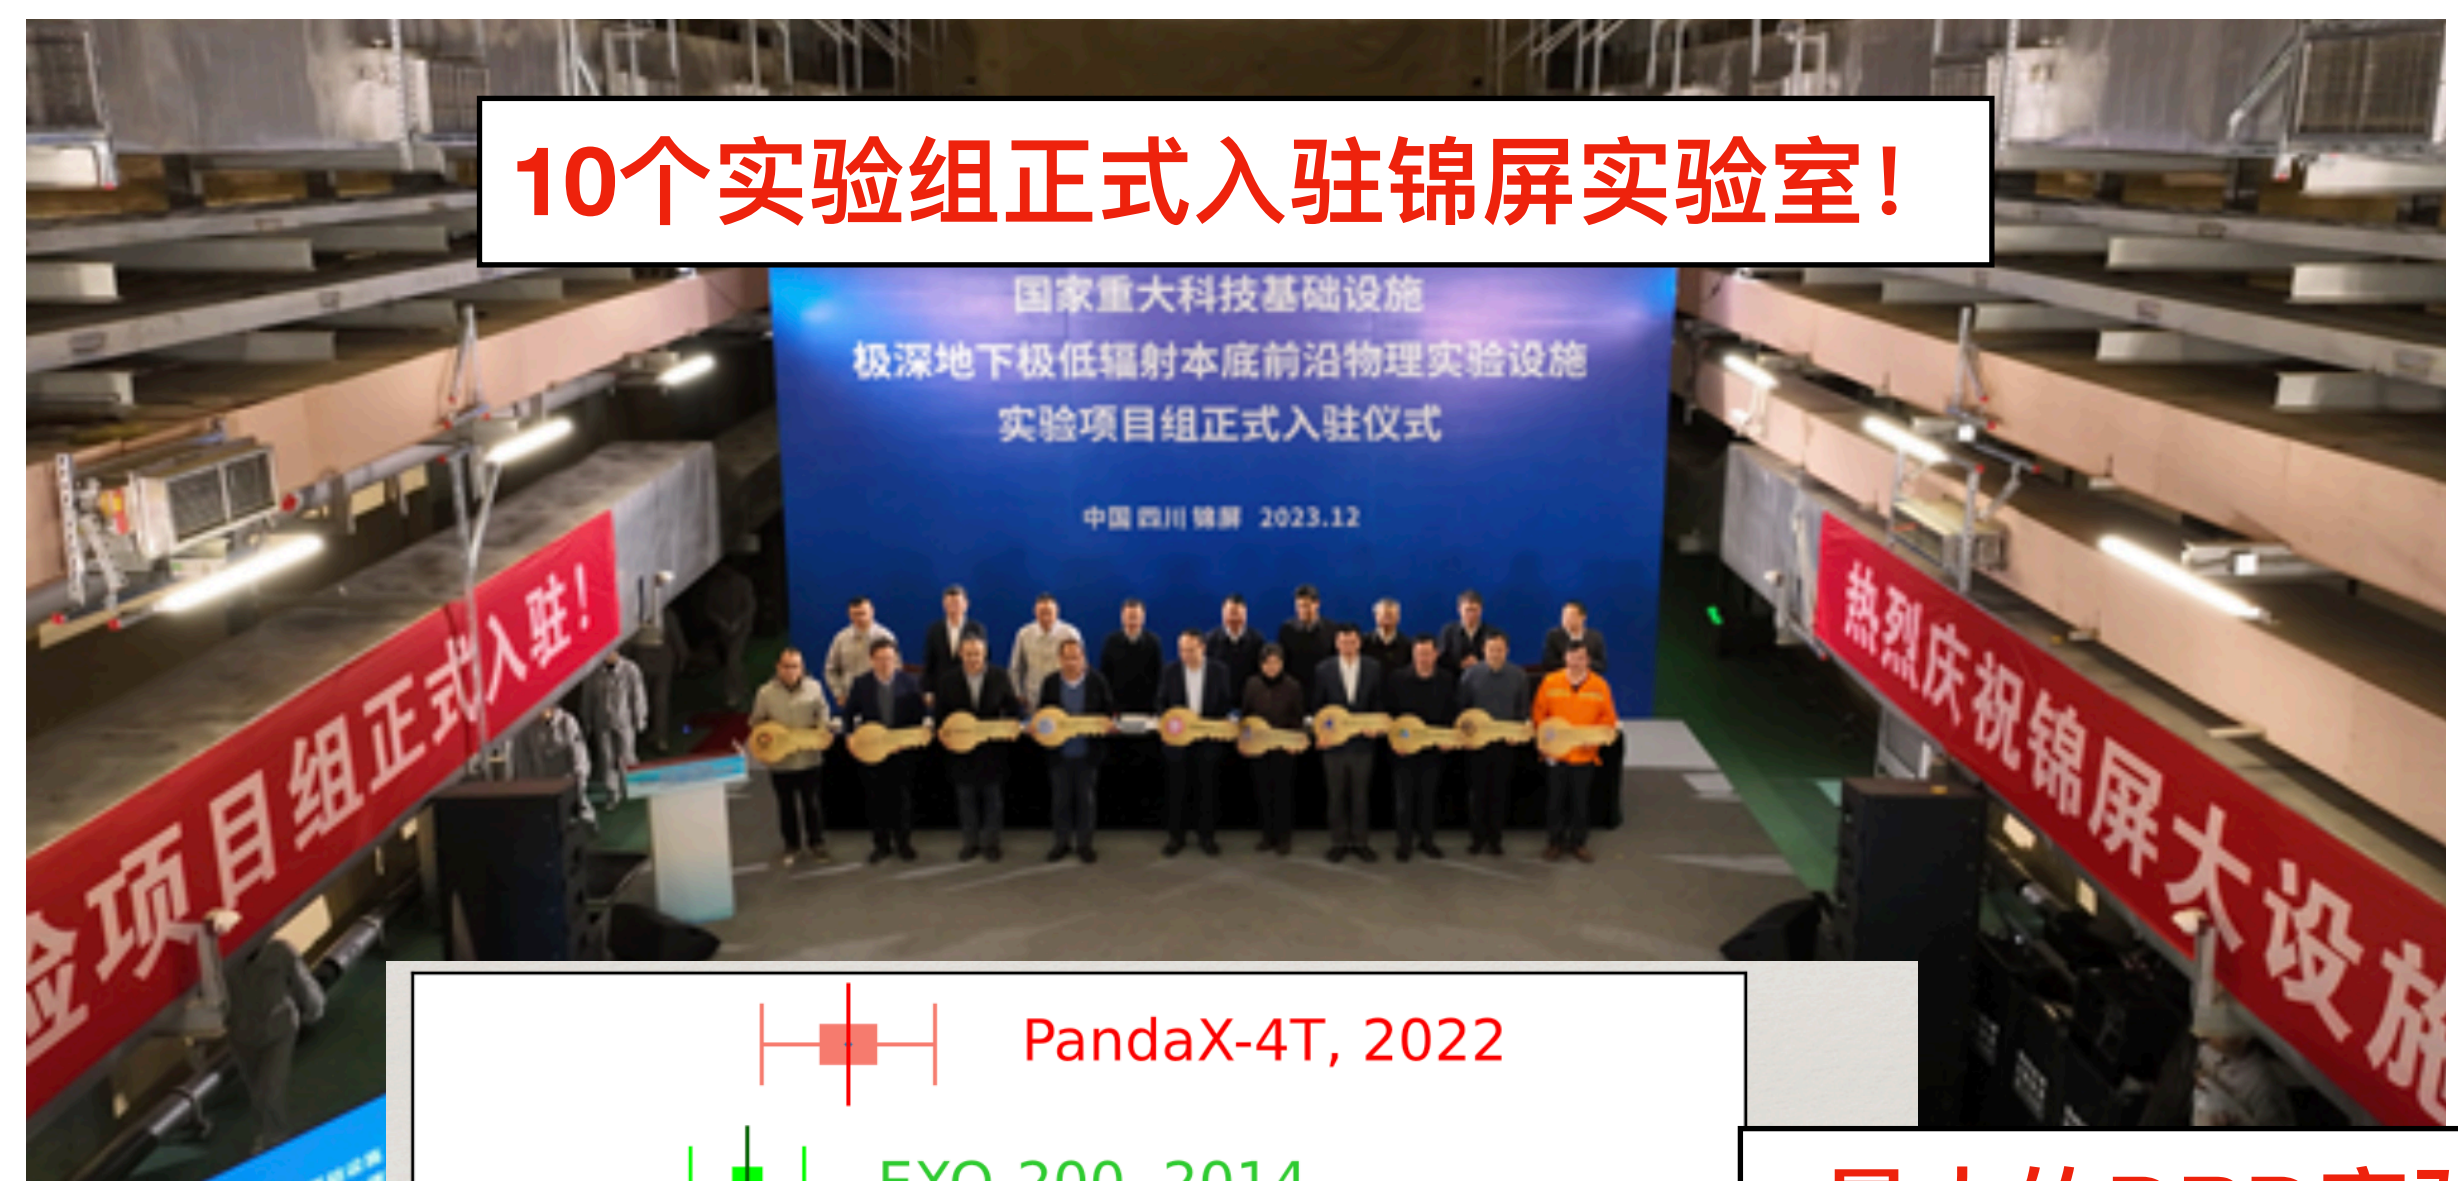 10个实验组正式入驻锦屏实验室！
国家重大科技基础设施
极深地下极低辐射本底前沿物理实验设施
实验项目组正式入驻仪式
中国 四川 锦屏 2023.12
验项目组正式入驻！
热烈庆祝锦屏大设施
PandaX-4T, 2022
EXO-200, 2014